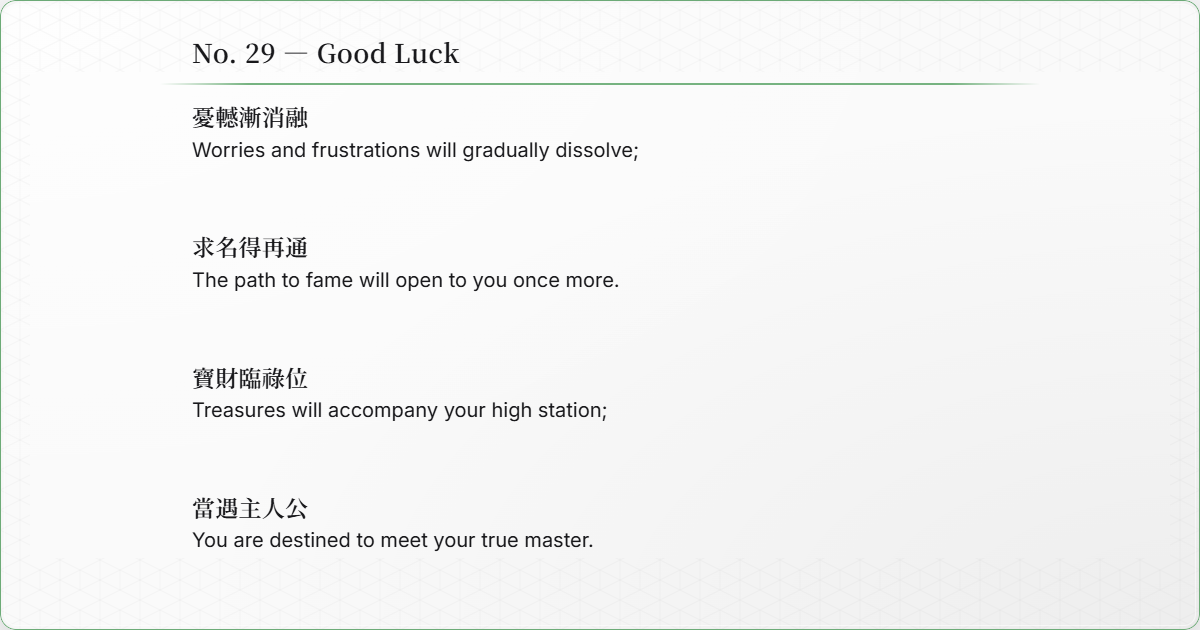 No. 29 — Good Luck
憂轗漸消融
Worries and frustrations will gradually dissolve;
求名得再通
The path to fame will open to you once more.
寶財臨祿位
Treasures will accompany your high station;
當遇主人公
You are destined to meet your true master.